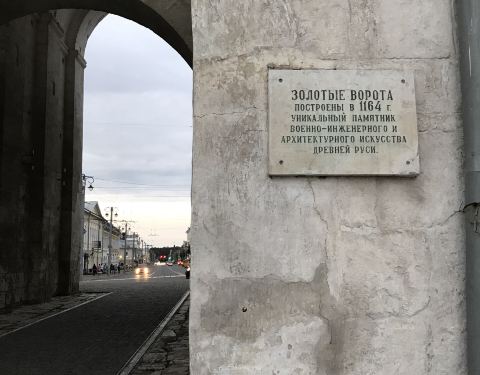 ЗОЛОТЫЕ ВОРОТА
ПОСТРОЕНЫ В 1164 Г.
УНИКАЛЬНЫЙ ПАМЯТНИК
ВОЕННО-ИНЖЕНЕРНОГО И
АРХИТЕКТУРНОГО ИСКУССТВА
ДРЕВНЕЙ РУСИ.